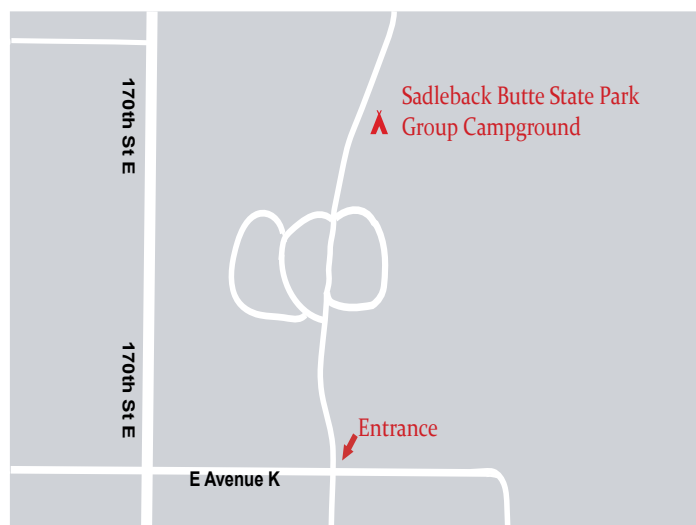 170th St E
Sadleback Butte State Park
Group Campground
170th St E
Entrance
E Avenue K